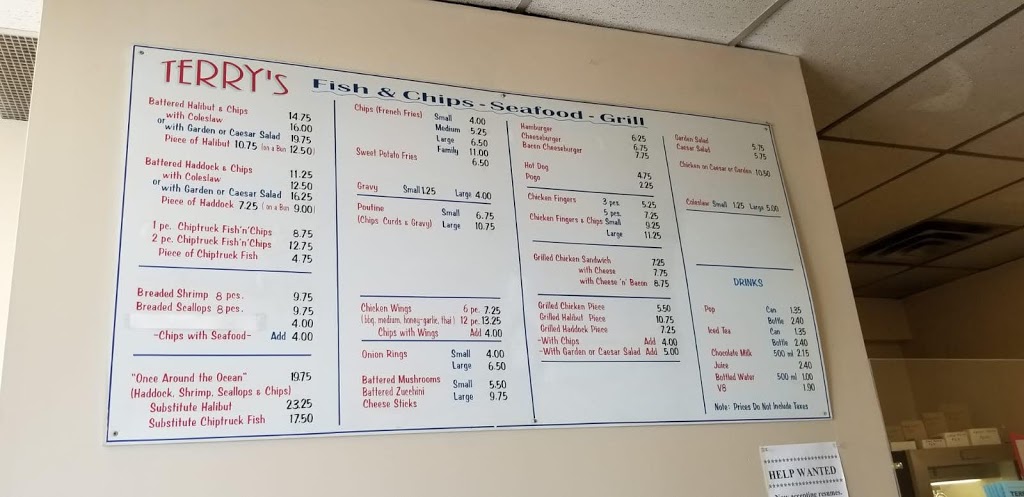 TERRY'S
Fish & Chips - Seafood - Grill
Battered Halibut & Chips 14.75
with Coleslaw 16.00
or with Garden or Caesar Salad 19.75
Piece of Halibut 10.75 (on a Bun 12.50)
Battered Haddock & Chips 11.25
with Coleslaw 12.50
or with Garden or Caesar Salad 16.25
Piece of Haddock 7.25 (on a Bun 9.00)
1 pc. Chiptruck Fish'n'Chips 8.75
2 pc. Chiptruck Fish'n'Chips 12.75
Piece of Chiptruck Fish 4.75
Breaded Shrimp 8 pcs. 9.75
Breaded Scallops 8 pcs. 9.75
4.00
-Chips with Seafood- Add 4.00
"Once Around the Ocean" 19.75
(Haddock, Shrimp, Scallops & Chips)
Substitute Halibut 23.25
Substitute Chiptruck Fish 17.50
Chips (French Fries) Small 4.00
Medium 5.25
Large 6.50
Family 11.00
Sweet Potato Fries 6.50
Gravy Small 1.25 Large 4.00
Poutine Small 6.75
(Chips Curds & Gravy) Large 10.75
Chicken Wings 6 pc. 7.25
(bbq, medium, honey-garlic, thai) 12 pc. 13.25
Chips with Wings Add 4.00
Onion Rings Small 4.00
Large 6.50
Battered Mushrooms Small 5.50
Battered Zucchini Large 9.75
Cheese Sticks
Hamburger 6.25
Cheeseburger 6.75
Bacon Cheeseburger 7.75
Hot Dog 4.75
Pogo 2.25
Chicken Fingers 3 pcs. 5.25
5 pcs. 7.25
Chicken Fingers & Chips Small 9.25
Large 11.25
Grilled Chicken Sandwich 7.25
with Cheese 7.75
with Cheese 'n' Bacon 8.75
Grilled Chicken Piece 5.50
Grilled Halibut Piece 10.75
Grilled Haddock Piece 7.25
-With Chips Add 4.00
-With Garden or Caesar Salad Add 5.00
Garden Salad 5.75
Caesar Salad 5.75
Chicken on Caesar or Garden 10.50
Coleslaw Small 1.25 Large 5.00
DRINKS
Pop Can 1.35
Bottle 2.40
Iced Tea Can 1.35
Bottle 2.40
Chocolate Milk 500 ml 2.15
Juice 2.40
Bottled Water 500 ml 1.00
V8 1.90
Note: Prices Do Not Include Taxes
HELP WANTED
Now accepting resumes.